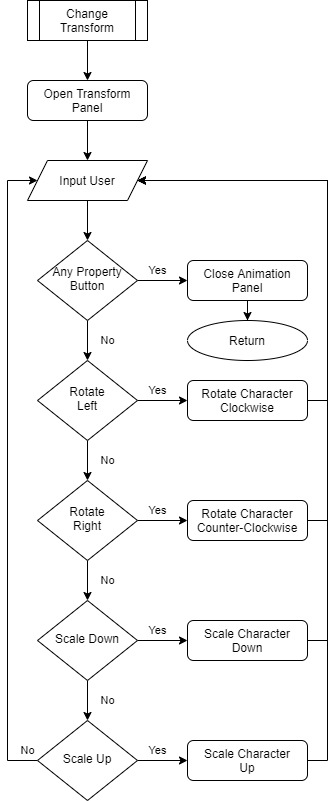 Change
Transform
Open Transform
Panel
Input User
Any Property
Button
Yes
Close Animation
Panel
Return
No
Rotate
Left
Yes
Rotate Character
Clockwise
No
Rotate
Right
Yes
Rotate Character
Counter-Clockwise
No
Scale Down
Yes
Scale Character
Down
No
No
Scale Up
Yes
Scale Character
Up